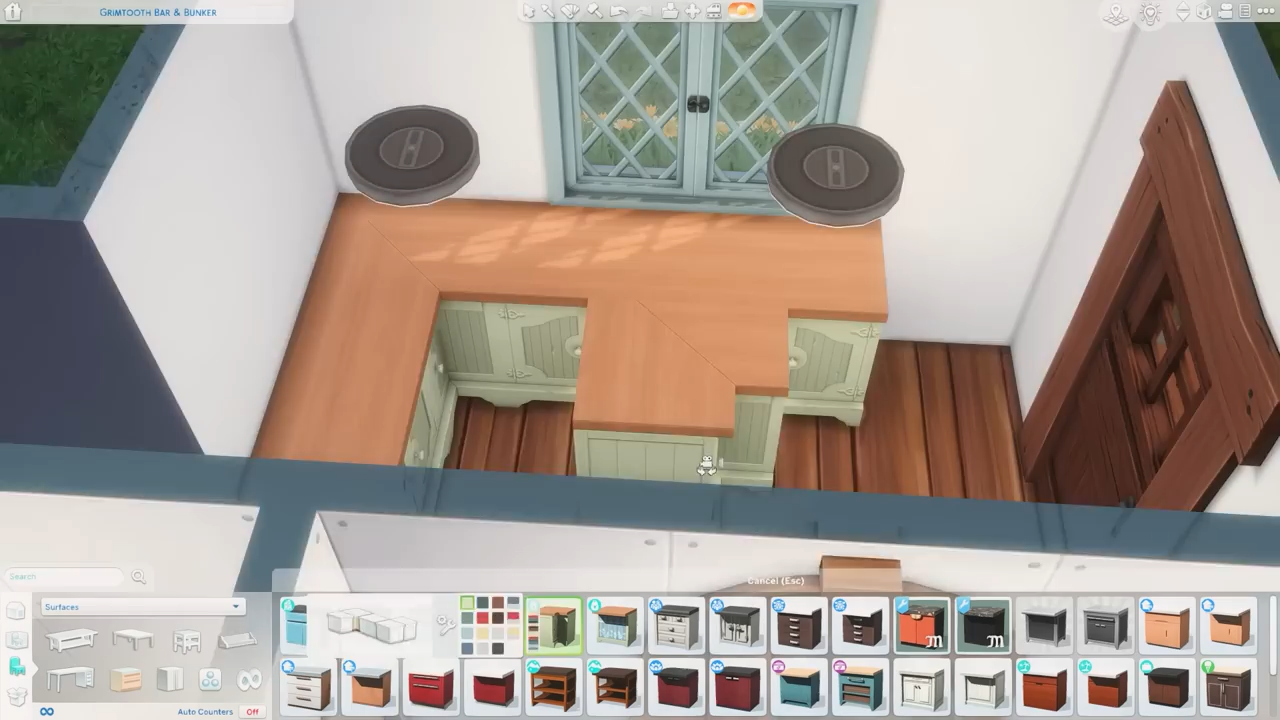 Grimtooth Bar & Bunker
Cancel (Esc)
Search
Surfaces
m
m
Auto Counters
Off